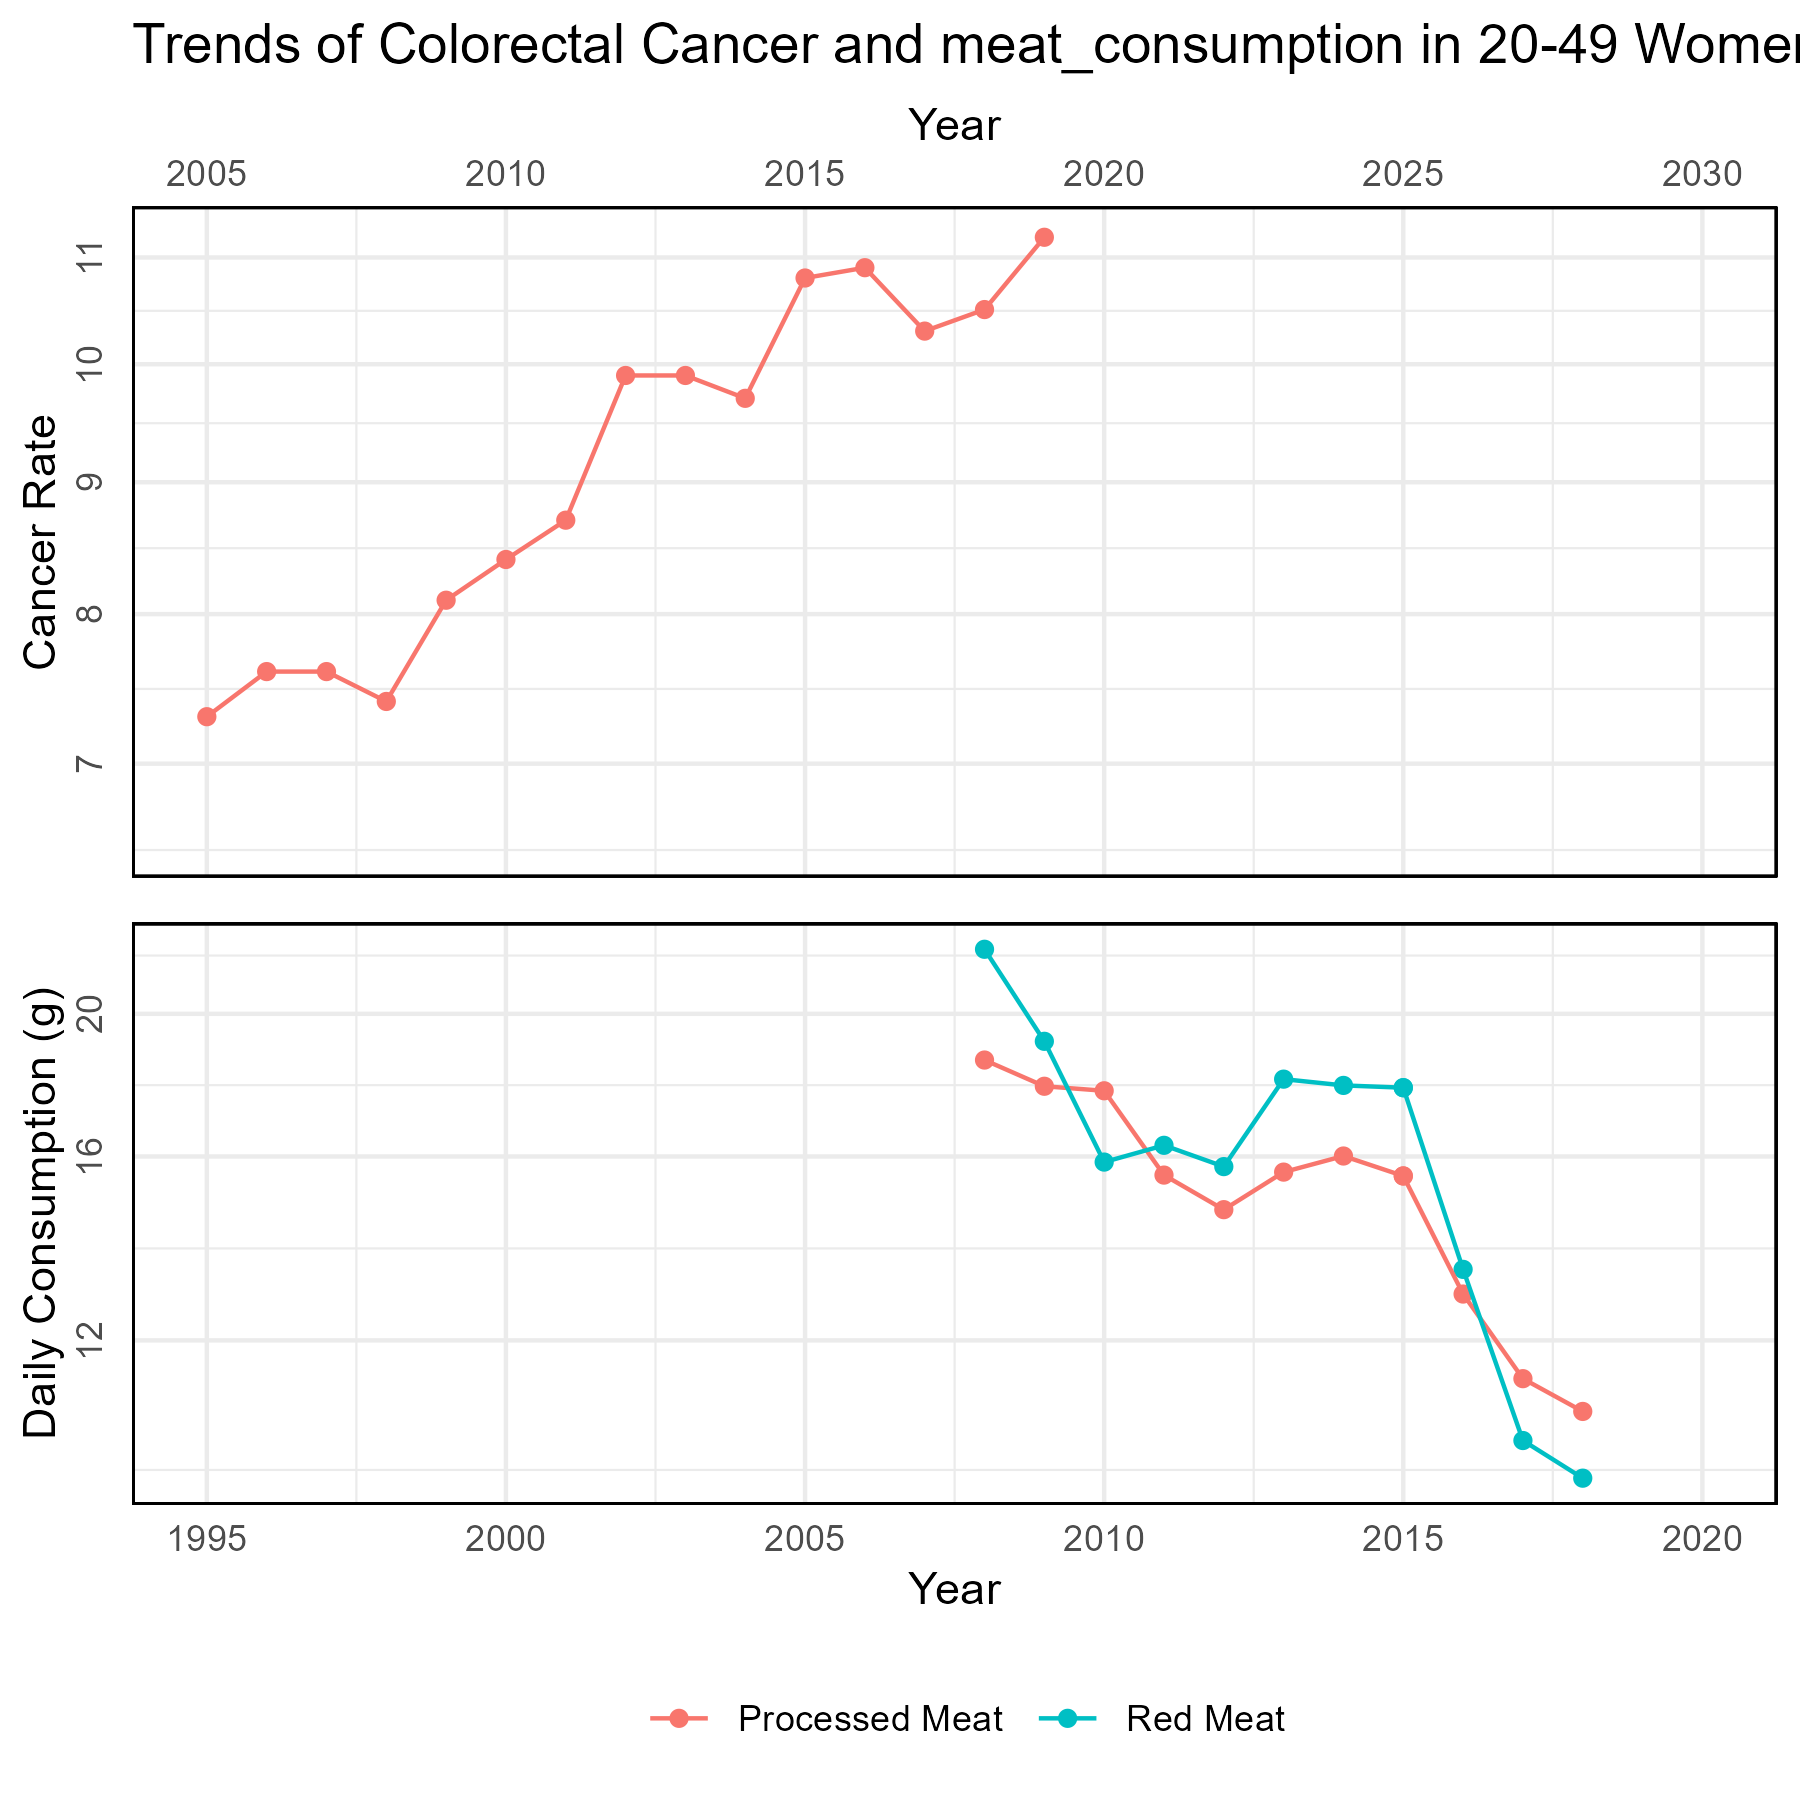 Trends of Colorectal Cancer and meat_consumption in 20-49 Women
Year
2005 2010 2015 2020 2025 2030
Cancer Rate
11
10
9
8
7
Daily Consumption (g)
20
16
12
1995 2000 2005 2010 2015 2020
Year
Processed Meat Red Meat